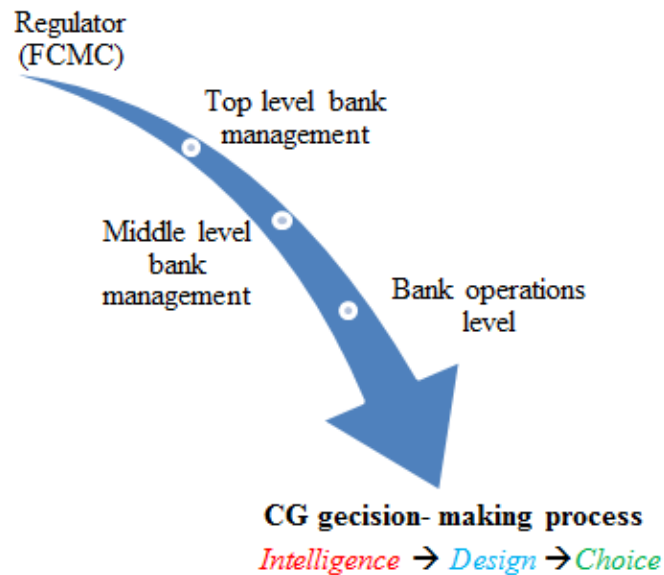 Regulator
(FCMC)
Top level bank
management
Middle level
bank
management
Bank operations
level
CG gecision- making process
Intelligence → Design → Choice